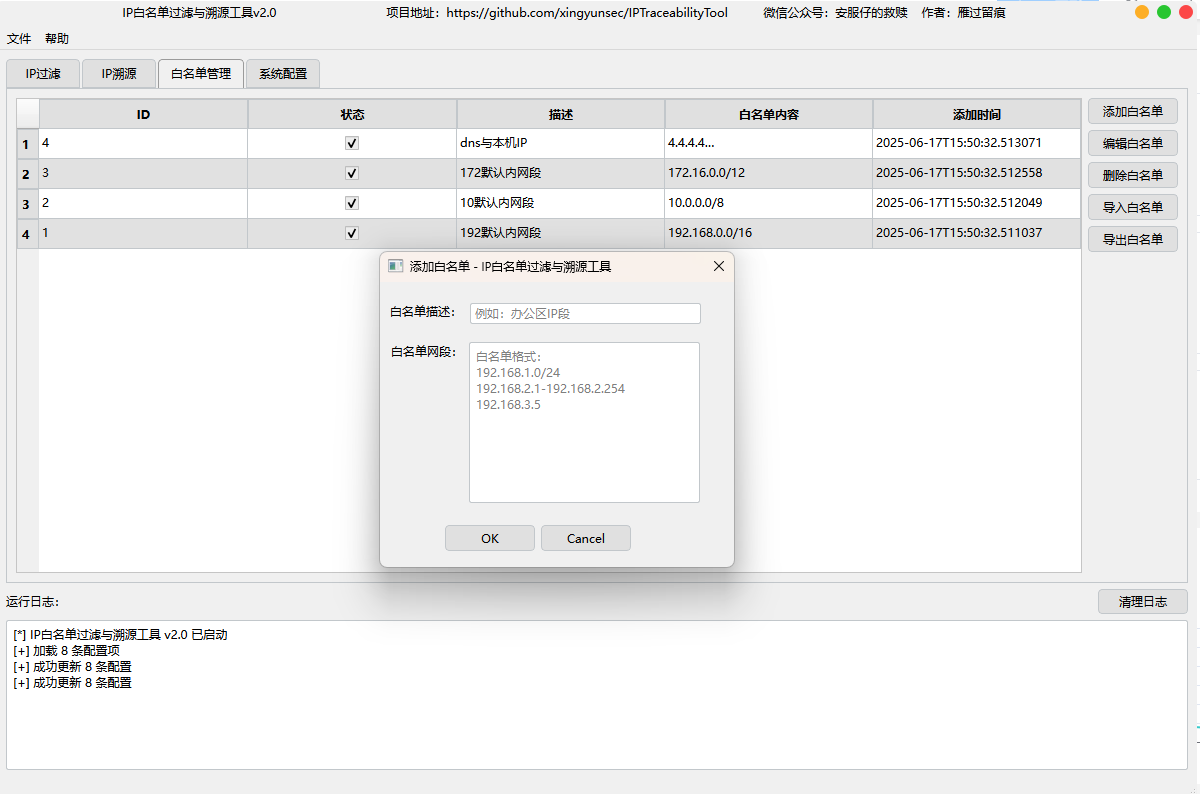 IP白名单过滤与溯源工具v2.0 项目地址：https://github.com/xingyunsec/IPTraceabilityTool 微信公众号：安服仔的救赎 作者：雁过留痕
文件 帮助
IP过滤 IP溯源 白名单管理 系统配置
ID 状态 描述 白名单内容 添加时间
1 4 dns与本机IP 4.4.4.4... 2025-06-17T15:50:32.513071
2 3 172默认内网段 172.16.0.0/12 2025-06-17T15:50:32.512558
3 2 10默认内网段 10.0.0.0/8 2025-06-17T15:50:32.512049
4 1 192默认内网段 192.168.0.0/16 2025-06-17T15:50:32.511037
添加白名单
编辑白名单
删除白名单
导入白名单
导出白名单
添加白名单 - IP白名单过滤与溯源工具
白名单描述： 例如：办公区IP段
白名单网段： 白名单格式：
192.168.1.0/24
192.168.2.1-192.168.2.254
192.168.3.5
OK Cancel
运行日志： 清理日志
[*] IP白名单过滤与溯源工具 v2.0 已启动
[+] 加载 8 条配置项
[+] 成功更新 8 条配置
[+] 成功更新 8 条配置